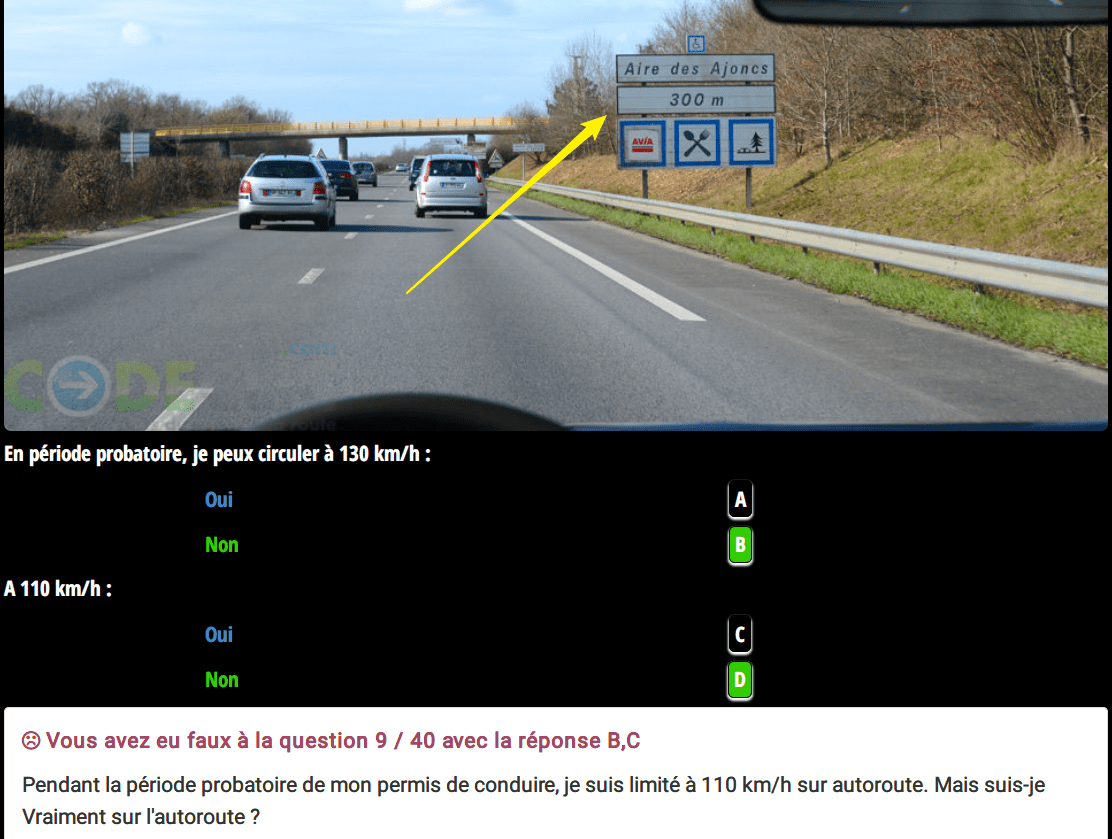 Aire des Ajoncs
300 m
AVIA
CODE
.com
route
En période probatoire, je peux circuler à 130 km/h :
Oui A
Non B
A 110 km/h :
Oui C
Non D
Vous avez eu faux à la question 9 / 40 avec la réponse B,C
Pendant la période probatoire de mon permis de conduire, je suis limité à 110 km/h sur autoroute. Mais suis-je
Vraiment sur l'autoroute ?